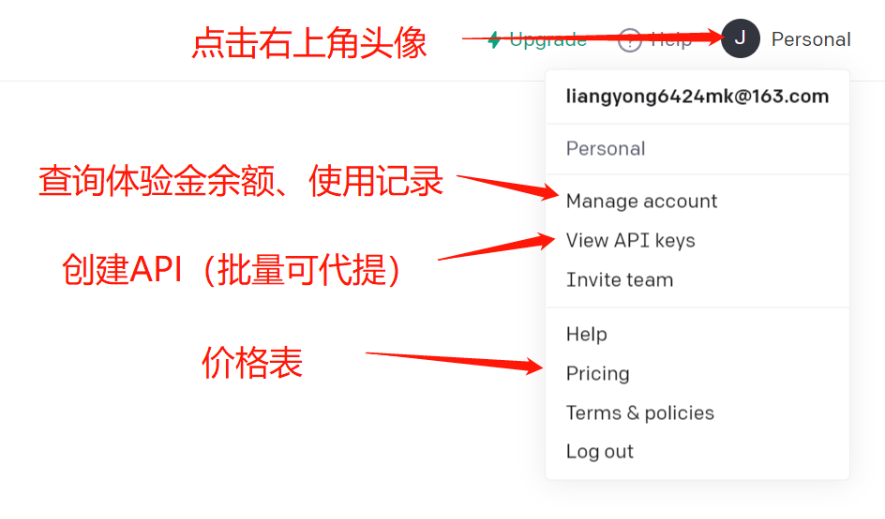 点击右上角头像
Upgrade
Help
J
Personal
liangyong6424mk@163.com
Personal
查询体验金余额、使用记录
Manage account
View API keys
创建API（批量可代提）
Invite team
Help
价格表
Pricing
Terms & policies
Log out